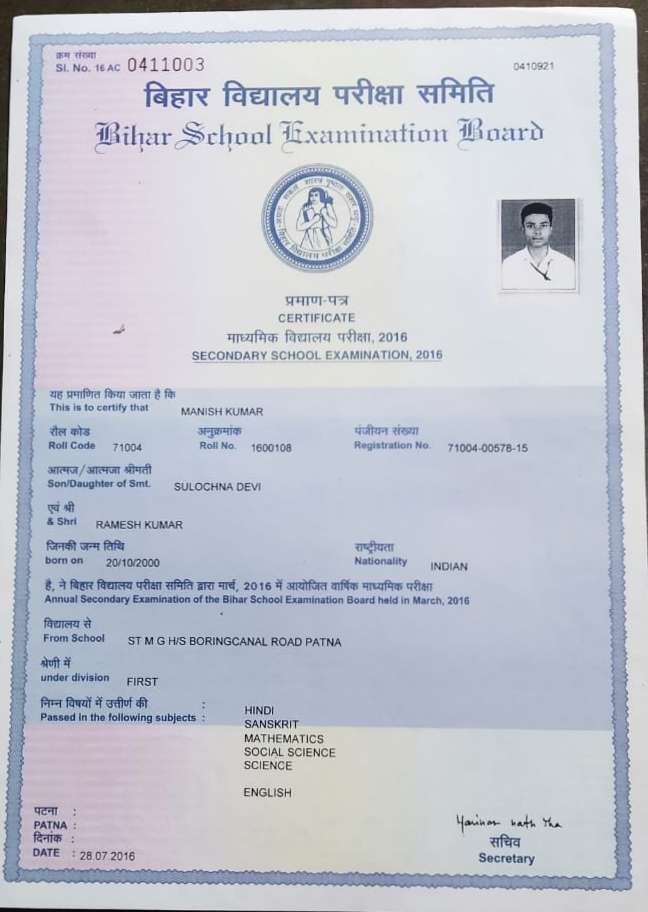 क्रम संख्या
Sl. No. 16 AC 0411003
0410921
बिहार विद्यालय परीक्षा समिति
Bihar School Examination Board
प्रमाण-पत्र
CERTIFICATE
माध्यमिक विद्यालय परीक्षा, 2016
SECONDARY SCHOOL EXAMINATION, 2016
यह प्रमाणित किया जाता है कि
This is to certify that MANISH KUMAR
रौल कोड अनुक्रमांक पंजीयन संख्या
Roll Code 71004 Roll No. 1600108 Registration No. 71004-00578-15
आत्मज/आत्मजा श्रीमती
Son/Daughter of Smt. SULOCHNA DEVI
एवं श्री
& Shri RAMESH KUMAR
जिनकी जन्म तिथि राष्ट्रीयता
born on 20/10/2000 Nationality INDIAN
है, ने बिहार विद्यालय परीक्षा समिति द्वारा मार्च, 2016 में आयोजित वार्षिक माध्यमिक परीक्षा
Annual Secondary Examination of the Bihar School Examination Board held in March, 2016
विद्यालय से
From School ST M G H/S BORINGCANAL ROAD PATNA
श्रेणी में
under division FIRST
निम्न विषयों में उत्तीर्ण की :
Passed in the following subjects : HINDI
SANSKRIT
MATHEMATICS
SOCIAL SCIENCE
SCIENCE
ENGLISH
पटना :
PATNA :
दिनांक :
DATE : 28.07.2016
सचिव
Secretary